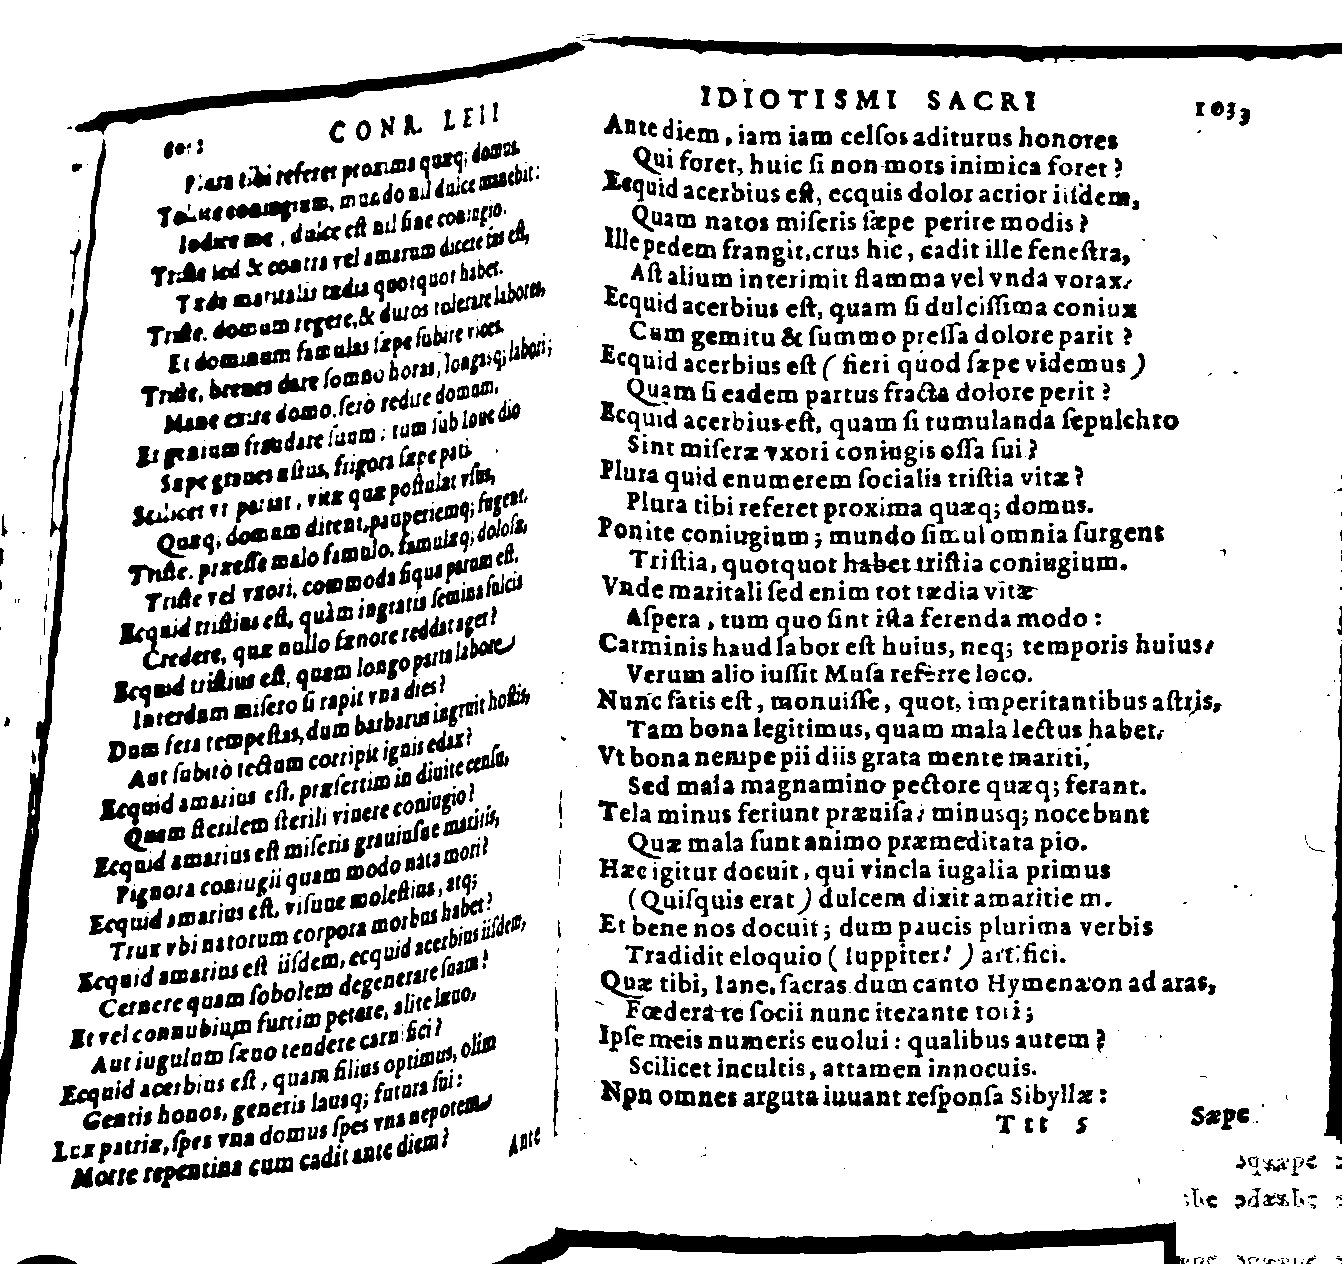 CONR. LEII
Plura tibi referet proxima quæq; domus.
Tollite coniugium, mundo nil dulce manebit:
Iudice me, dulce est nil sine coniugio.
Triste sed & contra vel amarum dicere fas est,
Tæda maritalis tædia quotquot habet.
Triste, domum regere, & duros tolerare labores,
Et dominum famulas sæpe subire vices.
Triste, breues dare somno horas, longasq; labori;
Mane exire domo, serò redire domum.
Et genium fraudare suum: tum sub Ioue dio
Sæpe graues æstus, frigora sæpe pati.
Scilicet vt pariat, vitæ quæ postulat vsus,
Quæq; domum ditent, pauperiemq; fugent.
Triste, præesse malo famulo, famulæq; dolosæ,
Triste vel vxori, commoda siqua parum est.
Ecquid tristius est, quàm ingratis semina sulcis
Credere, quæ nullo fænore reddat ager?
Ecquid tristius est, quam longo parta labore
Interdum misero si rapit vna dies?
Dum fera tempestas, dum barbarus ingruit hostis,
Aut subitò tectum corripit ignis edax?
Ecquid amarius est, præsertim in diuite censu,
Quam sterilem sterili viuere coniugio?
Ecquid amarius est miseris grauiusue maritis,
Pignora coniugii quam modo nata mori?
Ecquid amarius est, visuue molestius, atq;
Trux vbi natorum corpora morbus habet?
Ecquid amarius est iisdem, ecquid acerbius iisdem,
Cernere quam sobolem degenerare suam?
Et vel connubium furtim petere, alite læuo,
Aut iugulum sæuo tendere carnifici?
Ecquid acerbius est, quam filius optimus, olim
Gentis honos, generis lausq; futura sui:
Lux patriæ, spes vna domus spes vna nepotem
Morte repentina cum cadit ante diem?
Ante
IDIOTISMI SACRI 1033
Ante diem, iam iam celsos aditurus honores
Qui foret, huic si non mors inimica foret?
Ecquid acerbius est, ecquis dolor acrior iisdem,
Quam natos miseris sæpe perire modis?
Ille pedem frangit, crus hic, cadit ille fenestra,
Ast alium interimit flamma vel vnda vorax.
Ecquid acerbius est, quam si dulcissima coniux
Cum gemitu & summo pressa dolore parit?
Ecquid acerbius est (fieri quod sæpe videmus)
Quam si eadem partus fracta dolore perit?
Ecquid acerbius est, quam si tumulanda sepulchro
Sint miseræ vxori coniugis ossa sui?
Plura quid enumerem socialis tristia vitæ?
Plura tibi referet proxima quæq; domus.
Ponite coniugium; mundo simul omnia surgent
Tristia, quotquot habet tristia coniugium.
Vnde maritali sed enim tot tædia vitæ
Aspera, tum quo sint ista ferenda modo:
Carminis haud labor est huius, neq; temporis huius,
Verum alio iussit Musa referre loco.
Nunc satis est, monuisse, quot, imperitantibus astris,
Tam bona legitimus, quam mala lectus habet.
Vt bona nempe pii diis grata mente mariti,
Sed mala magnamino pectore quæq; ferant.
Tela minus feriunt præuisa; minusq; nocebunt
Quæ mala sunt animo præmeditata pio.
Hæc igitur docuit, qui vincla iugalia primus
(Quisquis erat) dulcem dixit amaritiem.
Et bene nos docuit; dum paucis plurima verbis
Tradidit eloquio (Iuppiter!) artifici.
Quæ tibi, Iane, sacras dum canto Hymenæon ad aras,
Fœdera te socii nunc iterante tori;
Ipse meis numeris euolui: qualibus autem?
Scilicet incultis, attamen innocuis.
Non omnes arguta iuuant responsa Sibyllæ:
Ttt 5 Sæpe